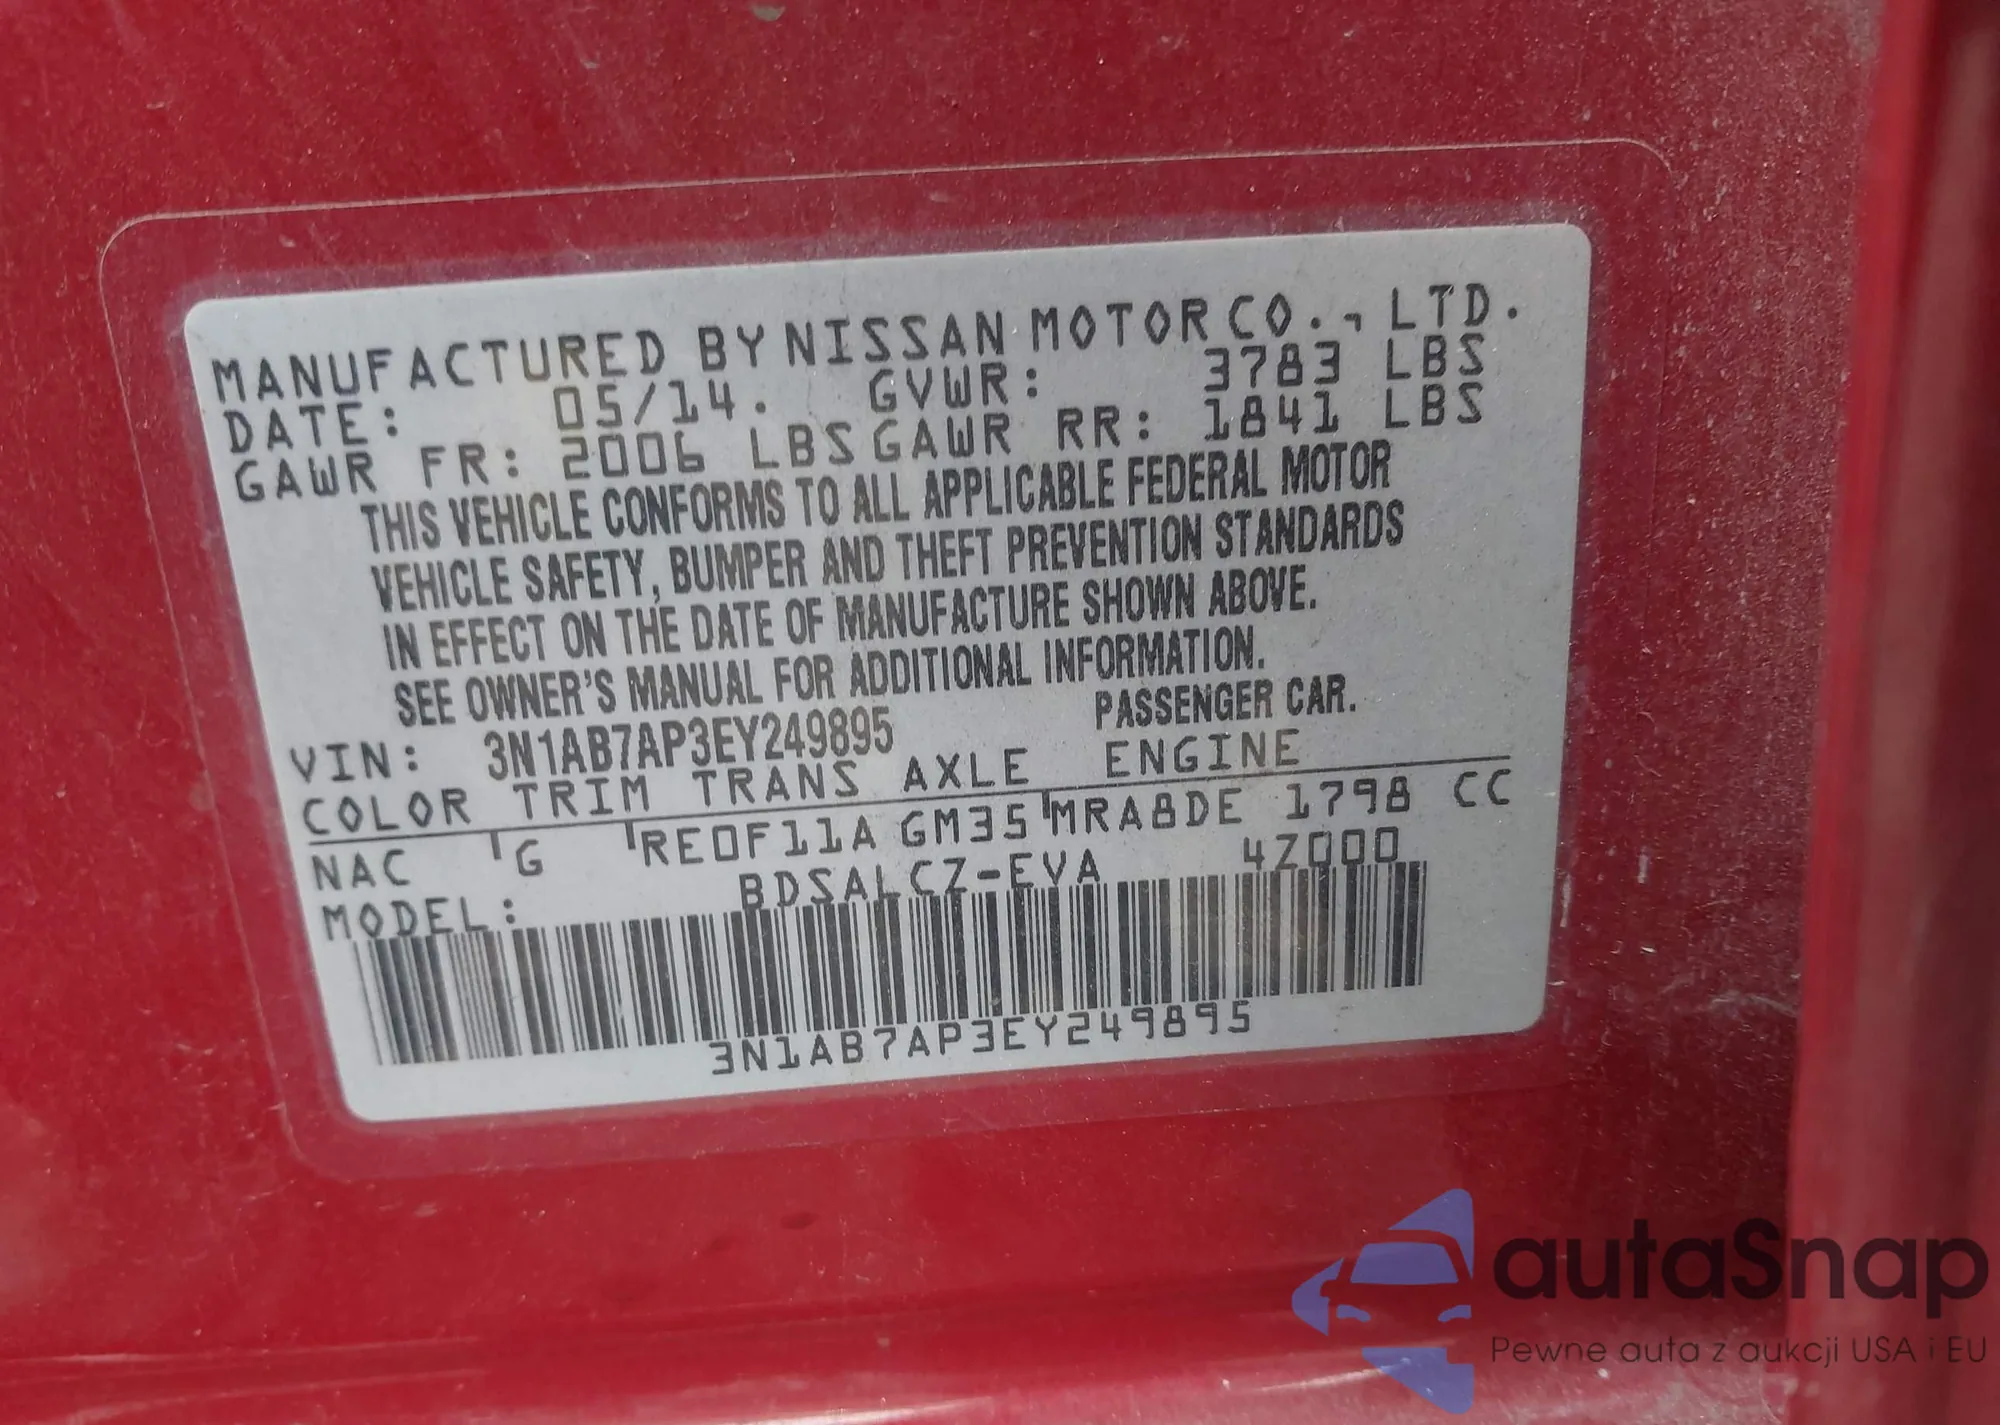 MANUFACTURED BY NISSAN MOTOR CO., LTD.
DATE: 05/14. GVWR: 3783 LBS
GAWR FR: 2006 LBS GAWR RR: 1841 LBS
THIS VEHICLE CONFORMS TO ALL APPLICABLE FEDERAL MOTOR
VEHICLE SAFETY, BUMPER AND THEFT PREVENTION STANDARDS
IN EFFECT ON THE DATE OF MANUFACTURE SHOWN ABOVE.
SEE OWNER'S MANUAL FOR ADDITIONAL INFORMATION.
VIN: 3N1AB7AP3EY249895 PASSENGER CAR.
COLOR TRIM TRANS AXLE ENGINE
NAC G RE0F11A GM35 MRA8DE 1798 CC
MODEL: BDSALCZ-EVA 4Z000
3N1AB7AP3EY249895
autaSnap
Pewne auta z aukcji USA i EU